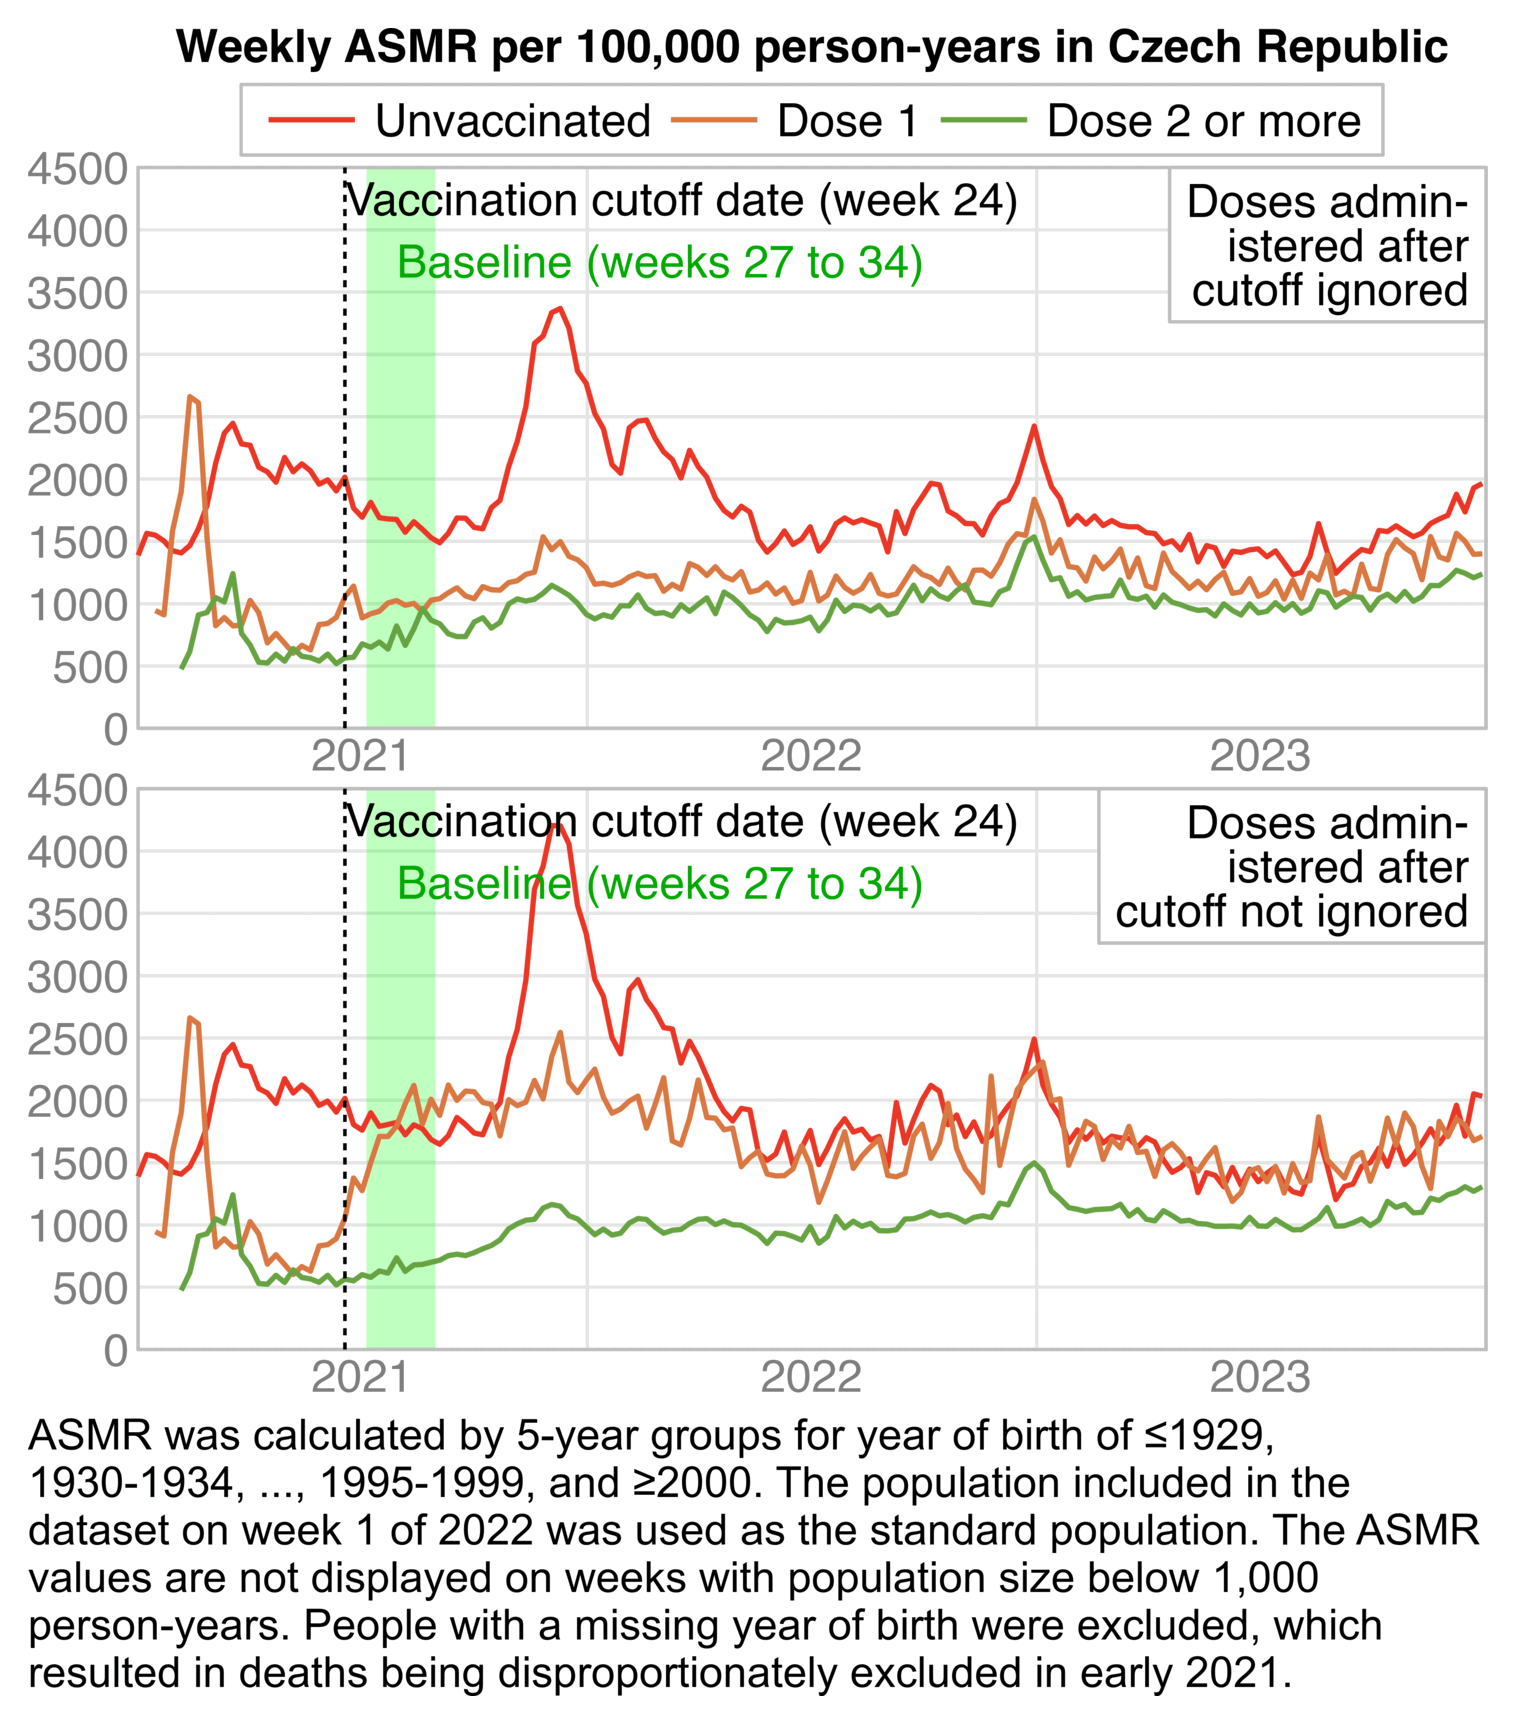 Weekly ASMR per 100,000 person-years in Czech Republic
Unvaccinated Dose 1 Dose 2 or more
4500
4000
3500
3000
2500
2000
1500
1000
500
0
Vaccination cutoff date (week 24)
Baseline (weeks 27 to 34)
Doses admin-
istered after
cutoff ignored
2021 2022 2023
4500
4000
3500
3000
2500
2000
1500
1000
500
0
Vaccination cutoff date (week 24)
Baseline (weeks 27 to 34)
Doses admin-
istered after
cutoff not ignored
2021 2022 2023
ASMR was calculated by 5-year groups for year of birth of ≤1929,
1930-1934, ..., 1995-1999, and ≥2000. The population included in the
dataset on week 1 of 2022 was used as the standard population. The ASMR
values are not displayed on weeks with population size below 1,000
person-years. People with a missing year of birth were excluded, which
resulted in deaths being disproportionately excluded in early 2021.